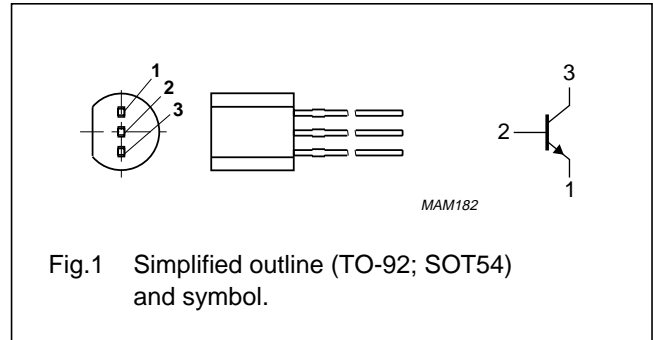 1
2
3
3
2
1
MAM182
Fig.1 Simplified outline (TO-92; SOT54)
and symbol.